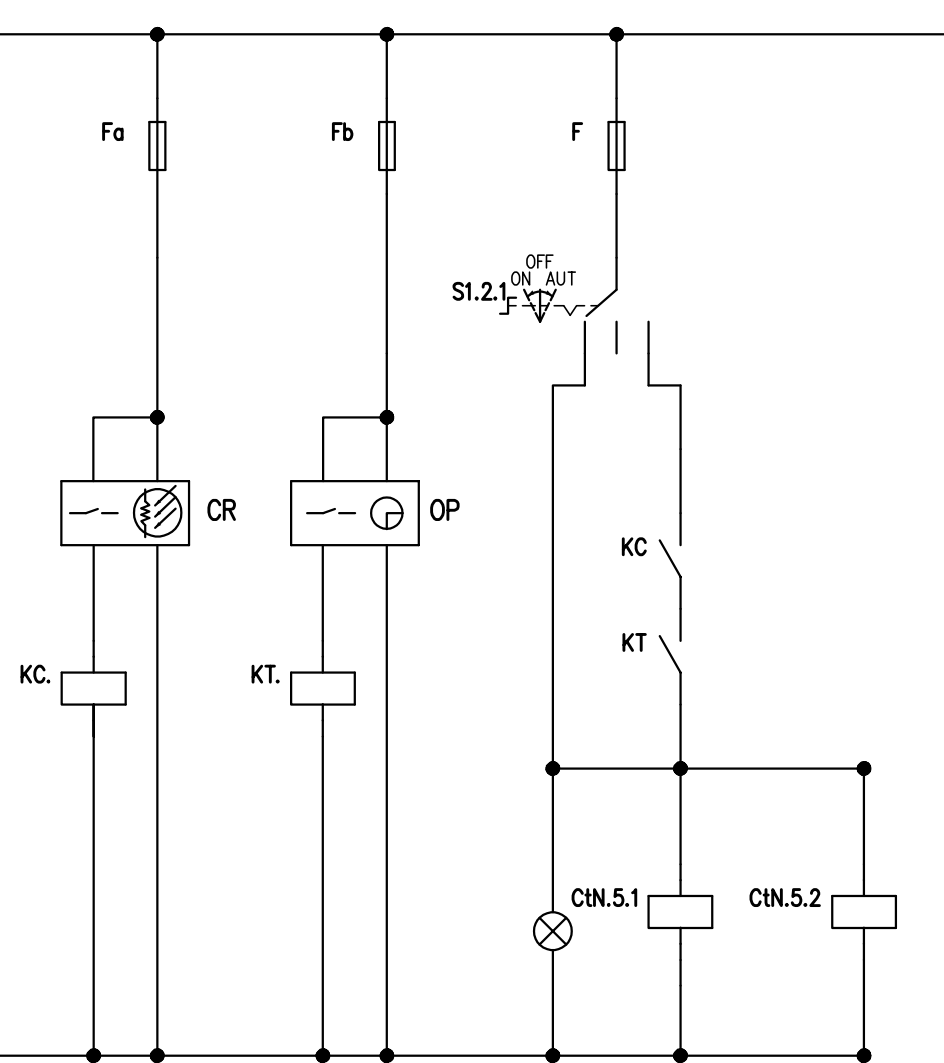 Fa
Fb
F
OFF
ON AUT
S1.2.1
CR
OP
KC
KT
KC.
KT.
CtN.5.1
CtN.5.2